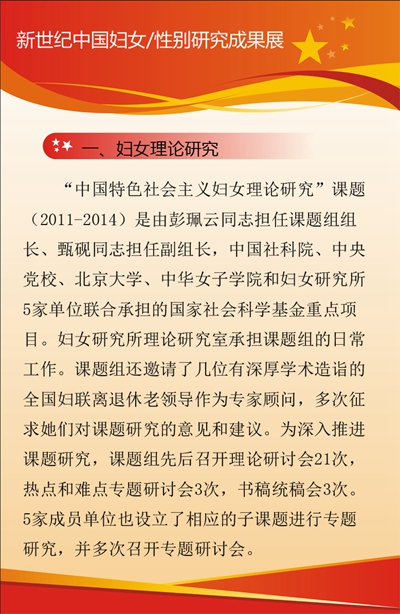 新世纪中国妇女/性别研究成果展
一、妇女理论研究
“中国特色社会主义妇女理论研究”课题
（2011-2014）是由彭珮云同志担任课题组组
长、甄砚同志担任副组长，中国社科院、中央
党校、北京大学、中华女子学院和妇女研究所
5家单位联合承担的国家社会科学基金重点项
目。妇女研究所理论研究室承担课题组的日常
工作。课题组还邀请了几位有深厚学术造诣的
全国妇联离退休老领导作为专家顾问，多次征
求她们对课题研究的意见和建议。为深入推进
课题研究，课题组先后召开理论研讨会21次，
热点和难点专题研讨会3次，书稿统稿会3次。
5家成员单位也设立了相应的子课题进行专题
研究，并多次召开专题研讨会。